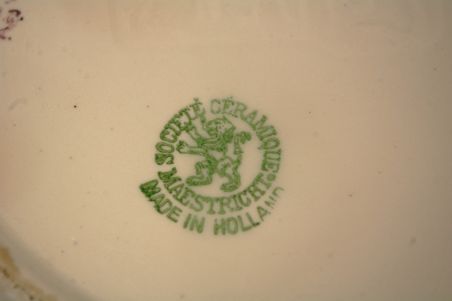 SOCIÉTÉ CÉRAMIQUE
MAESTRICHT.
MADE IN HOLLAND